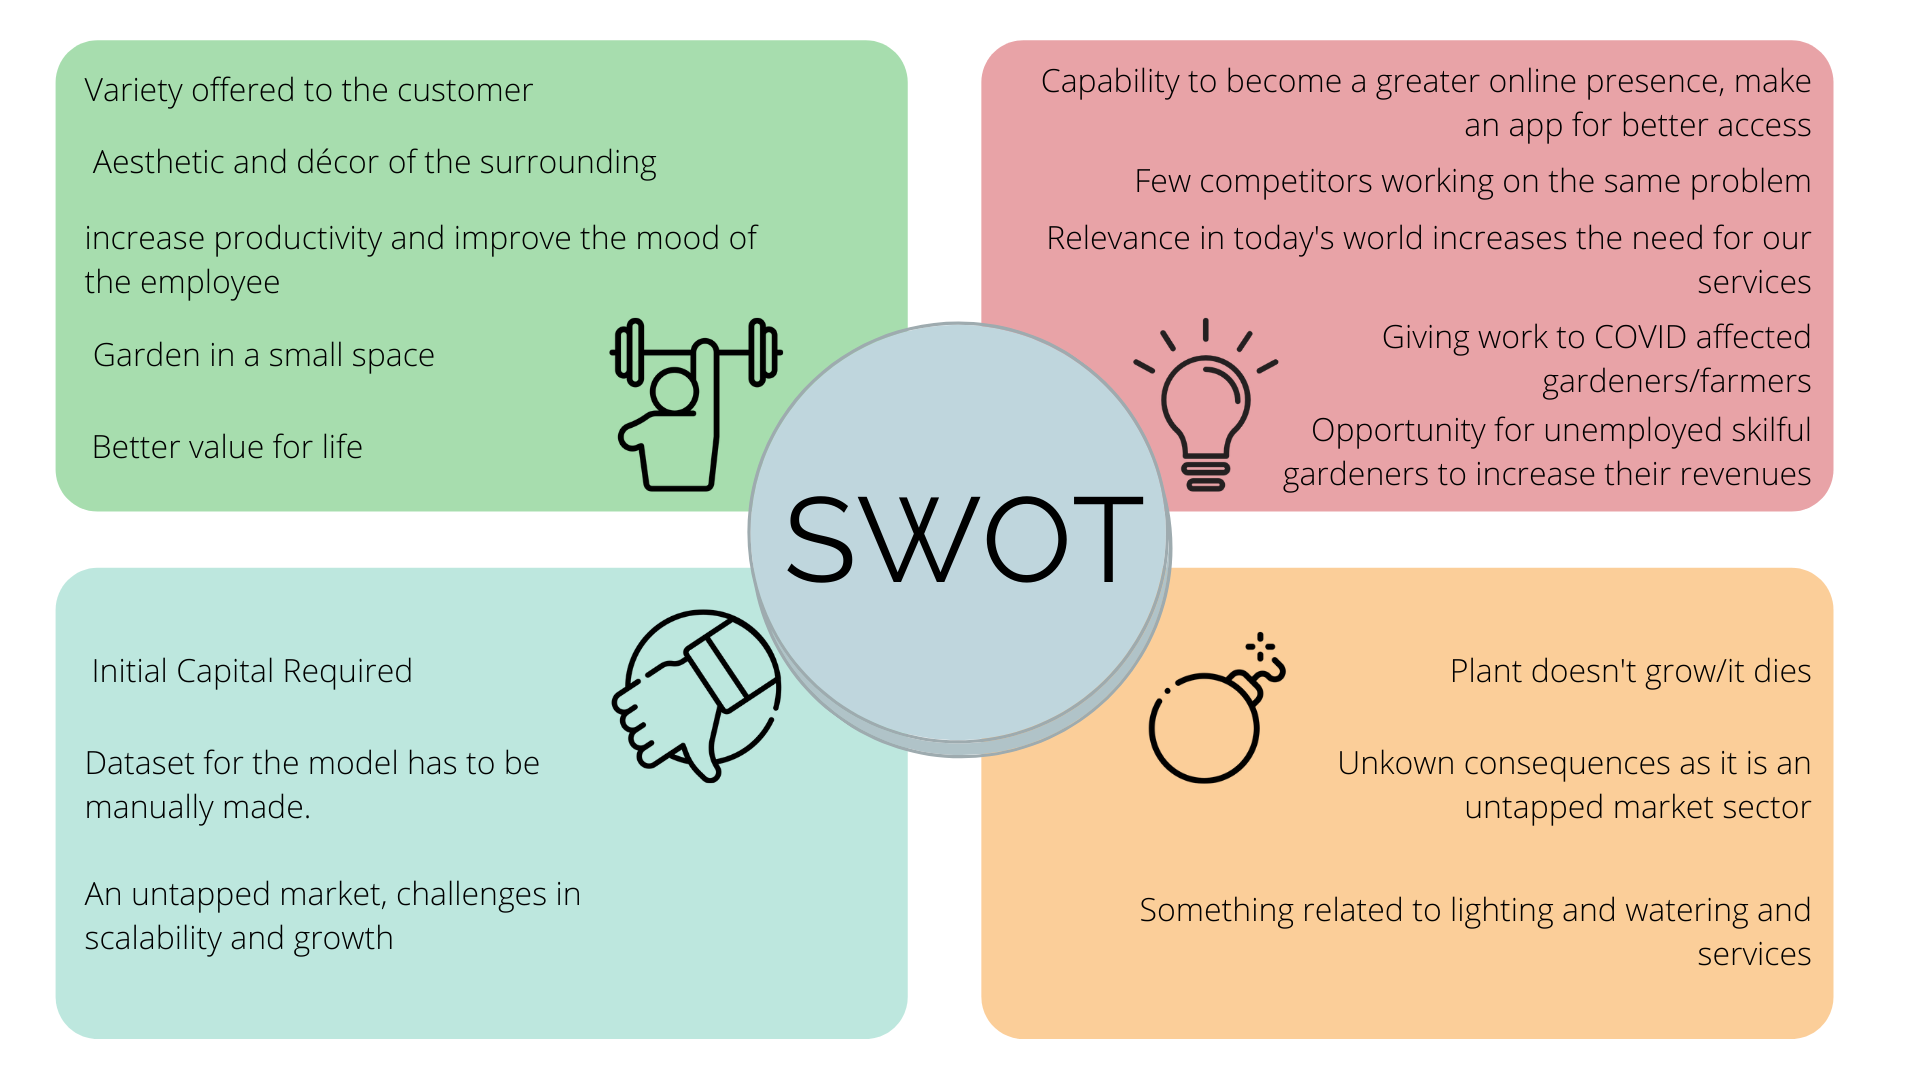 Variety offered to the customer
Aesthetic and décor of the surrounding
increase productivity and improve the mood of
the employee
Garden in a small space
Better value for life
Capability to become a greater online presence, make
an app for better access
Few competitors working on the same problem
Relevance in today's world increases the need for our
services
Giving work to COVID affected
gardeners/farmers
Opportunity for unemployed skilful
gardeners to increase their revenues
SWOT
Initial Capital Required
Dataset for the model has to be
manually made.
An untapped market, challenges in
scalability and growth
Plant doesn't grow/it dies
Unkown consequences as it is an
untapped market sector
Something related to lighting and watering and
services